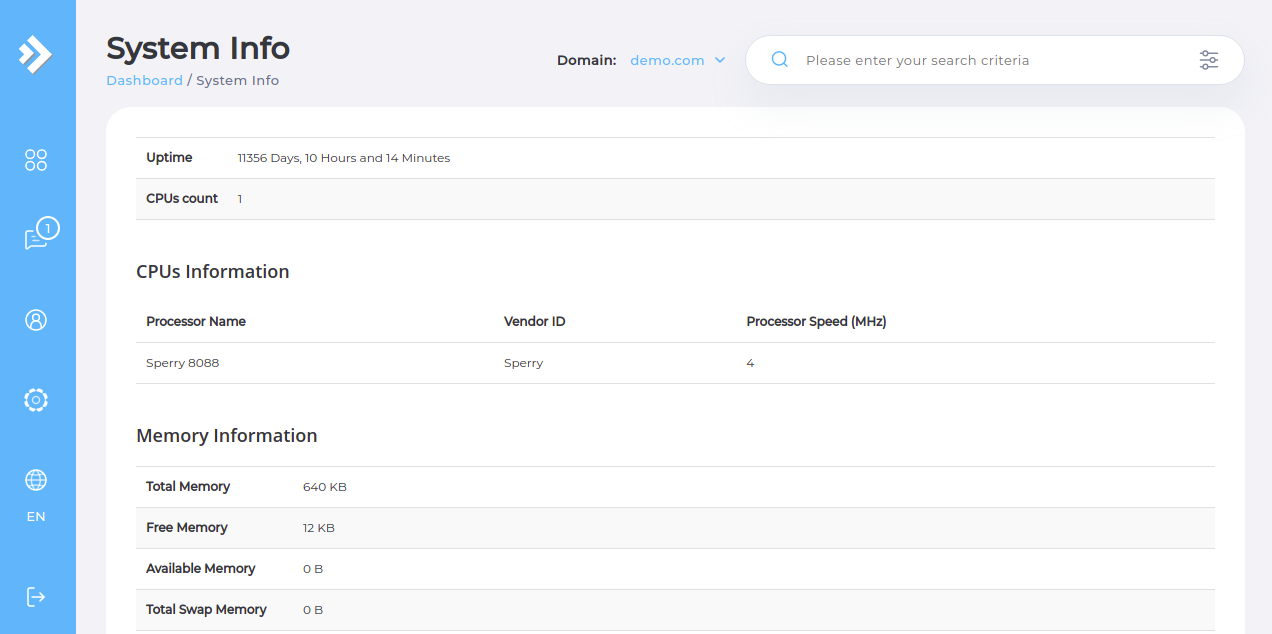 System Info
Dashboard / System Info
Domain: demo.com
Please enter your search criteria
1
EN
Uptime 11356 Days, 10 Hours and 14 Minutes
CPUs count 1
CPUs Information
Processor Name Vendor ID Processor Speed (MHz)
Sperry 8088 Sperry 4
Memory Information
Total Memory 640 KB
Free Memory 12 KB
Available Memory 0 B
Total Swap Memory 0 B